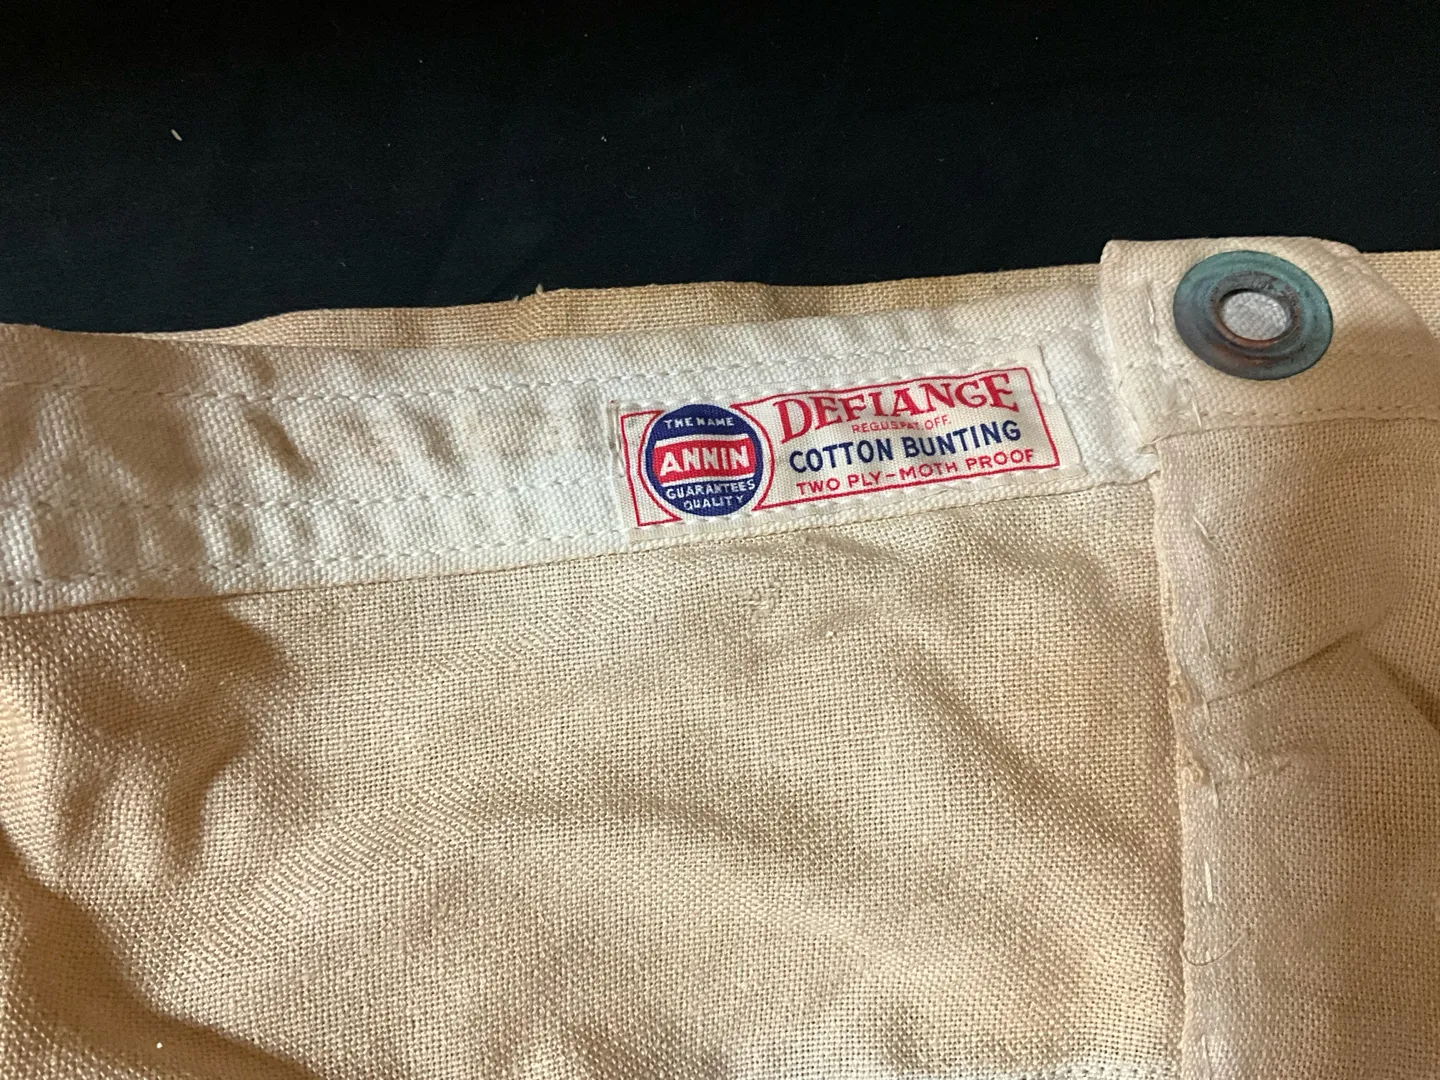 THE NAME
ANNIN
GUARANTEES
QUALITY
DEFIANCE
REG.U.S.PAT.OFF.
COTTON BUNTING
TWO PLY-MOTH PROOF